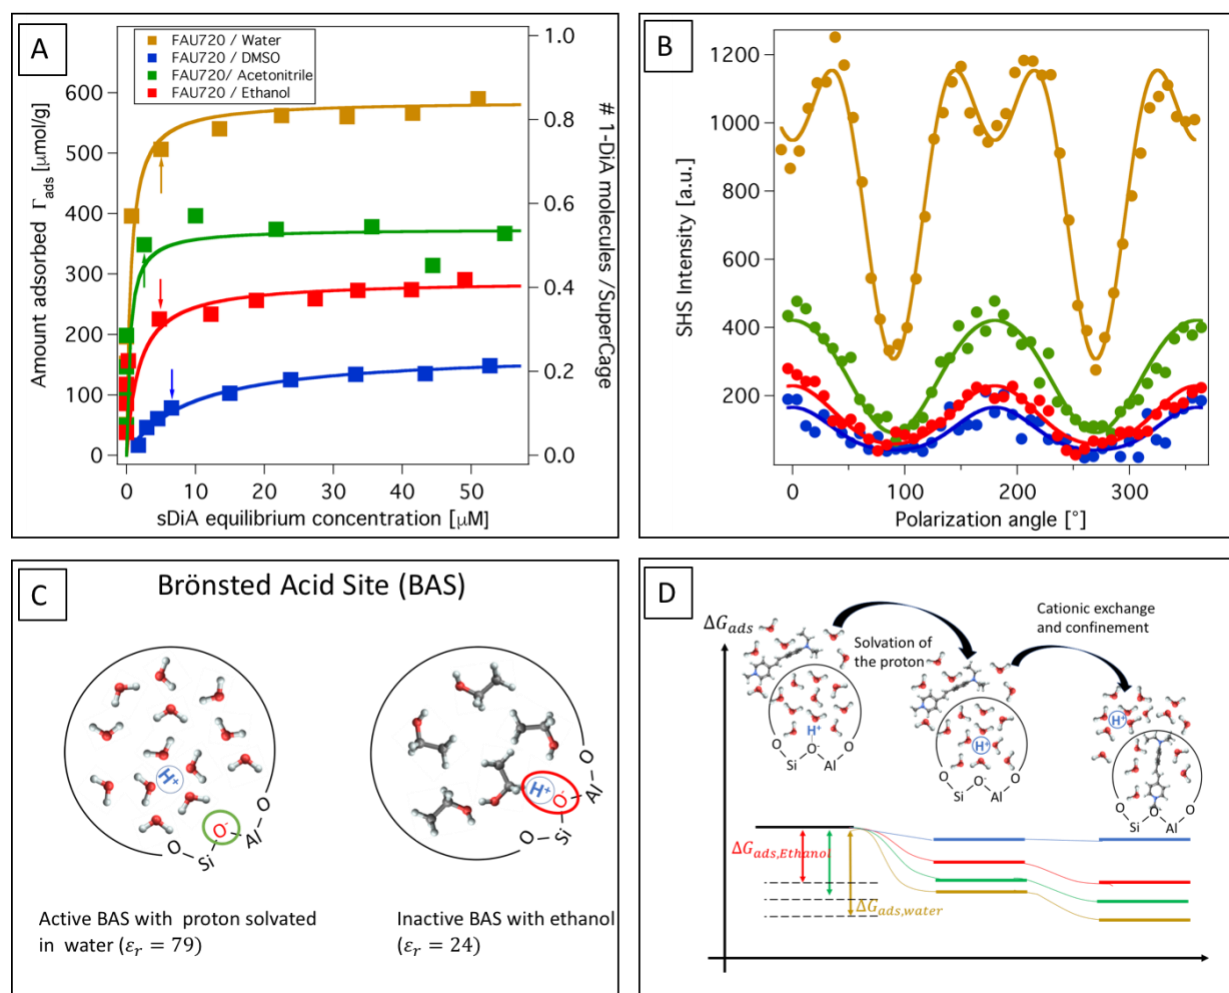 A
FAU720 / Water
FAU720 / DMSO
FAU720/ Acetonitrile
FAU720 / Ethanol
Amount adsorbed Γads [μmol/g]
600
500
400
300
200
100
0
1.0
0.8
0.6
0.4
0.2
0.0
# 1-DiA molecules /SuperCage
0 10 20 30 40 50
sDiA equilibrium concentration [μM]
B
SHS Intensity [a.u.]
1200
1000
800
600
400
200
0 100 200 300
Polarization angle [°]
C
Brönsted Acid Site (BAS)
H+
O
Si
O-
Al
O
H+
O
Si
O-
Al
O
Active BAS with proton solvated
in water (εr = 79)
Inactive BAS with ethanol
(εr = 24)
D
ΔGads
Solvation of
the proton
Cationic exchange
and confinement
H+
O O- O
Si Al
H+
O O- O
Si Al
H+
O O O
Si Al
ΔGads,Ethanol
ΔGads,water